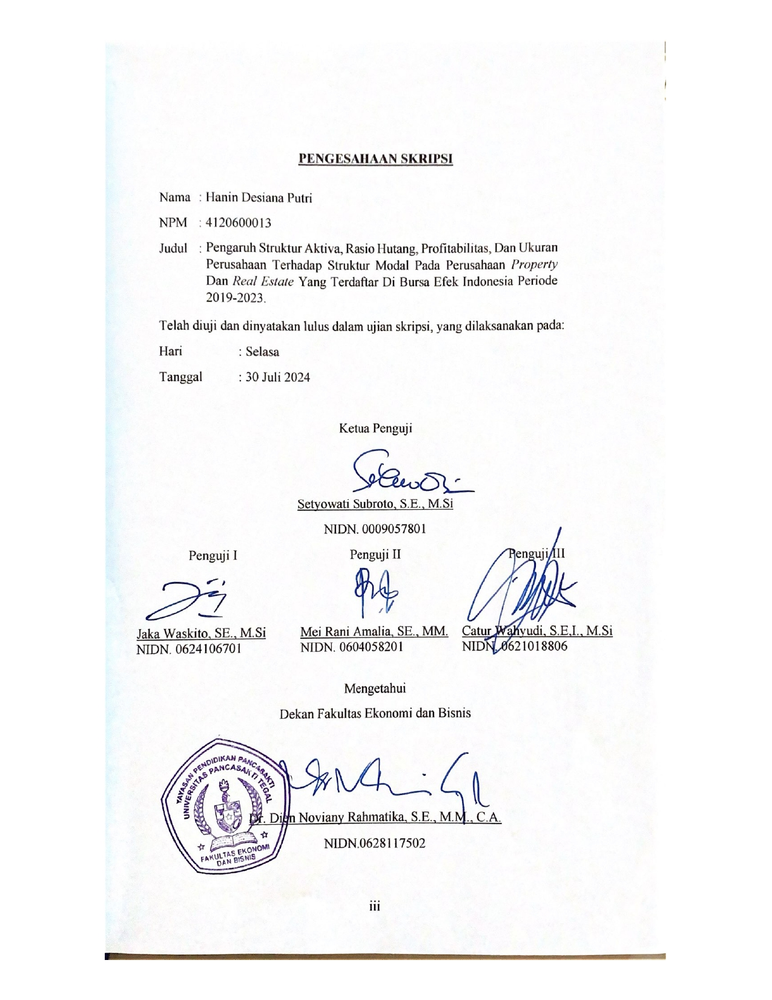 PENGESAHAAN SKRIPSI
Nama : Hanin Desiana Putri
NPM : 4120600013
Judul : Pengaruh Struktur Aktiva, Rasio Hutang, Profitabilitas, Dan Ukuran
Perusahaan Terhadap Struktur Modal Pada Perusahaan Property
Dan Real Estate Yang Terdaftar Di Bursa Efek Indonesia Periode
2019-2023.
Telah diuji dan dinyatakan lulus dalam ujian skripsi, yang dilaksanakan pada:
Hari : Selasa
Tanggal : 30 Juli 2024
Ketua Penguji
Setyowati Subroto, S.E., M.Si
NIDN. 0009057801
Penguji I Penguji II Penguji III
Jaka Waskito, SE., M.Si Mei Rani Amalia, SE., MM. Catur Wahyudi, S.E.I., M.Si
NIDN. 0624106701 NIDN. 0604058201 NIDN. 0621018806
Mengetahui
Dekan Fakultas Ekonomi dan Bisnis
YAYASAN PENDIDIKAN PANCASAKTI
UNIVERSITAS PANCASAKTI TEGAL
FAKULTAS EKONOMI
DAN BISNIS
Dr. Dien Noviany Rahmatika, S.E., M.M., C.A.
NIDN.0628117502
iii